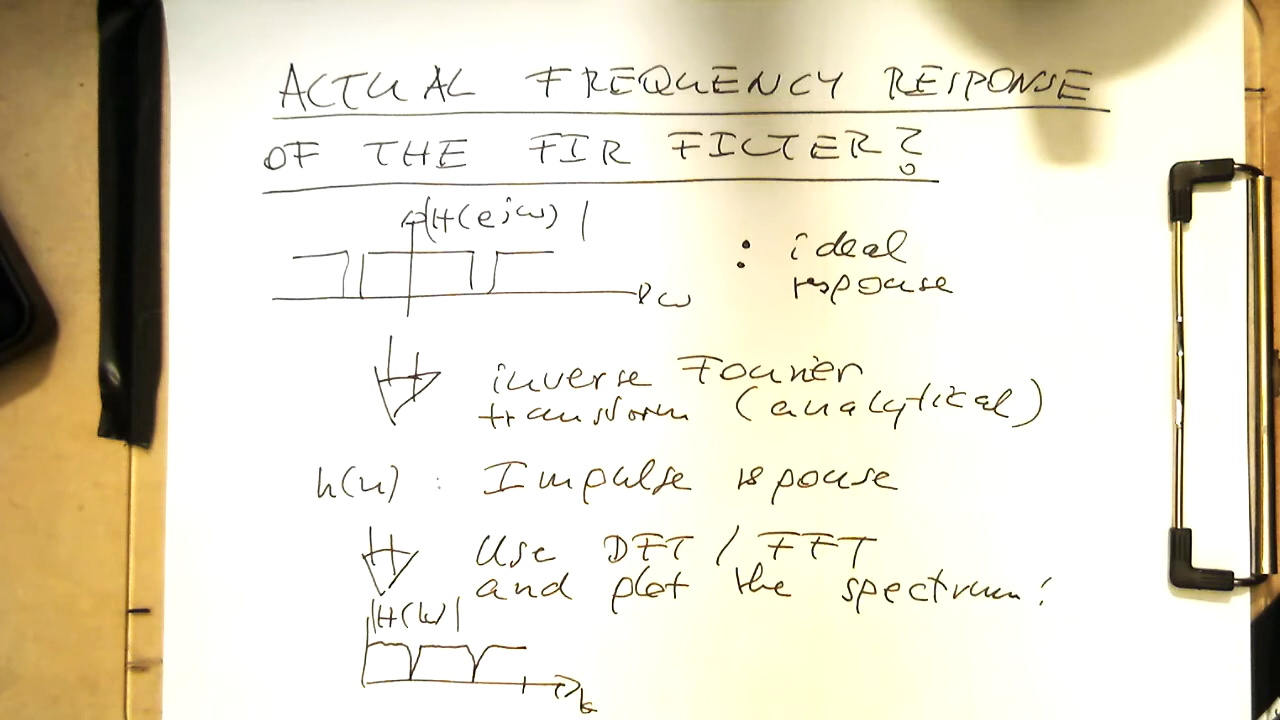 ACTUAL FREQUENCY RESPONSE
OF THE FIR FILTER?
|H(e^jω)|
: ideal
response
ω
inverse Fourier
transform (analytical)
h(n) : Impulse response
Use DFT / FFT
and plot the spectrum!
|H(k)|
k